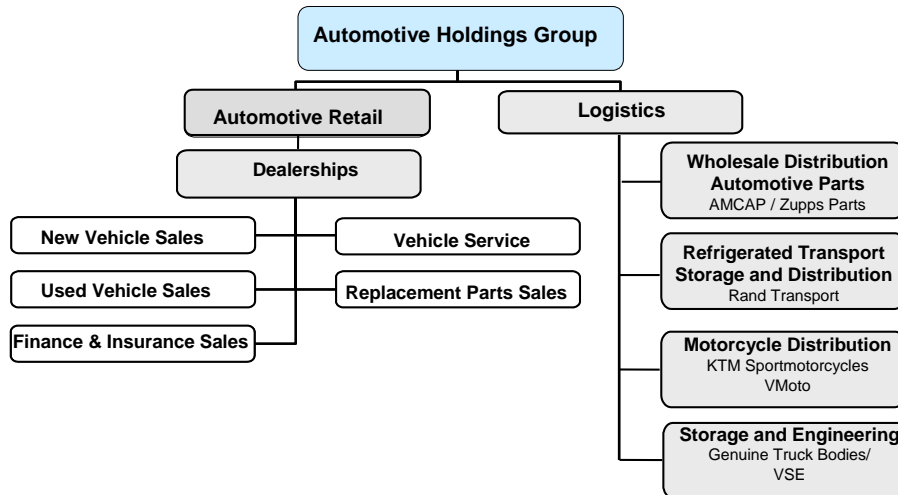 Automotive Holdings Group
Automotive Retail
Logistics
Dealerships
Wholesale Distribution
Automotive Parts
AMCAP / Zupps Parts
New Vehicle Sales
Vehicle Service
Refrigerated Transport
Storage and Distribution
Rand Transport
Used Vehicle Sales
Replacement Parts Sales
Finance & Insurance Sales
Motorcycle Distribution
KTM Sportmotorcycles
VMoto
Storage and Engineering
Genuine Truck Bodies/
VSE